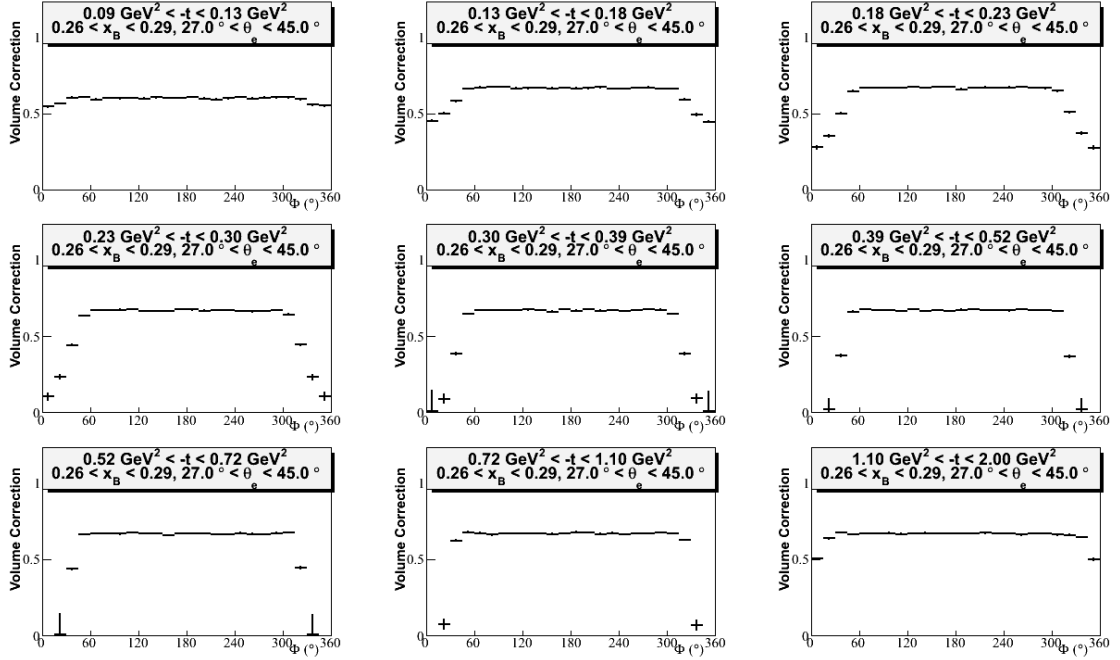 0.09 GeV² < -t < 0.13 GeV²
0.26 < x_B < 0.29, 27.0 ° < θ_e < 45.0 °
Volume Correction
1
0.5
0
0 60 120 180 240 300 360
Φ (°)
0.13 GeV² < -t < 0.18 GeV²
0.26 < x_B < 0.29, 27.0 ° < θ_e < 45.0 °
Volume Correction
1
0.5
0
0 60 120 180 240 300 360
Φ (°)
0.18 GeV² < -t < 0.23 GeV²
0.26 < x_B < 0.29, 27.0 ° < θ_e < 45.0 °
Volume Correction
1
0.5
0
0 60 120 180 240 300 360
Φ (°)
0.23 GeV² < -t < 0.30 GeV²
0.26 < x_B < 0.29, 27.0 ° < θ_e < 45.0 °
Volume Correction
1
0.5
0
0 60 120 180 240 300 360
Φ (°)
0.30 GeV² < -t < 0.39 GeV²
0.26 < x_B < 0.29, 27.0 ° < θ_e < 45.0 °
Volume Correction
1
0.5
0
0 60 120 180 240 300 360
Φ (°)
0.39 GeV² < -t < 0.52 GeV²
0.26 < x_B < 0.29, 27.0 ° < θ_e < 45.0 °
Volume Correction
1
0.5
0
0 60 120 180 240 300 360
Φ (°)
0.52 GeV² < -t < 0.72 GeV²
0.26 < x_B < 0.29, 27.0 ° < θ_e < 45.0 °
Volume Correction
1
0.5
0
0 60 120 180 240 300 360
Φ (°)
0.72 GeV² < -t < 1.10 GeV²
0.26 < x_B < 0.29, 27.0 ° < θ_e < 45.0 °
Volume Correction
1
0.5
0
0 60 120 180 240 300 360
Φ (°)
1.10 GeV² < -t < 2.00 GeV²
0.26 < x_B < 0.29, 27.0 ° < θ_e < 45.0 °
Volume Correction
1
0.5
0
0 60 120 180 240 300 360
Φ (°)